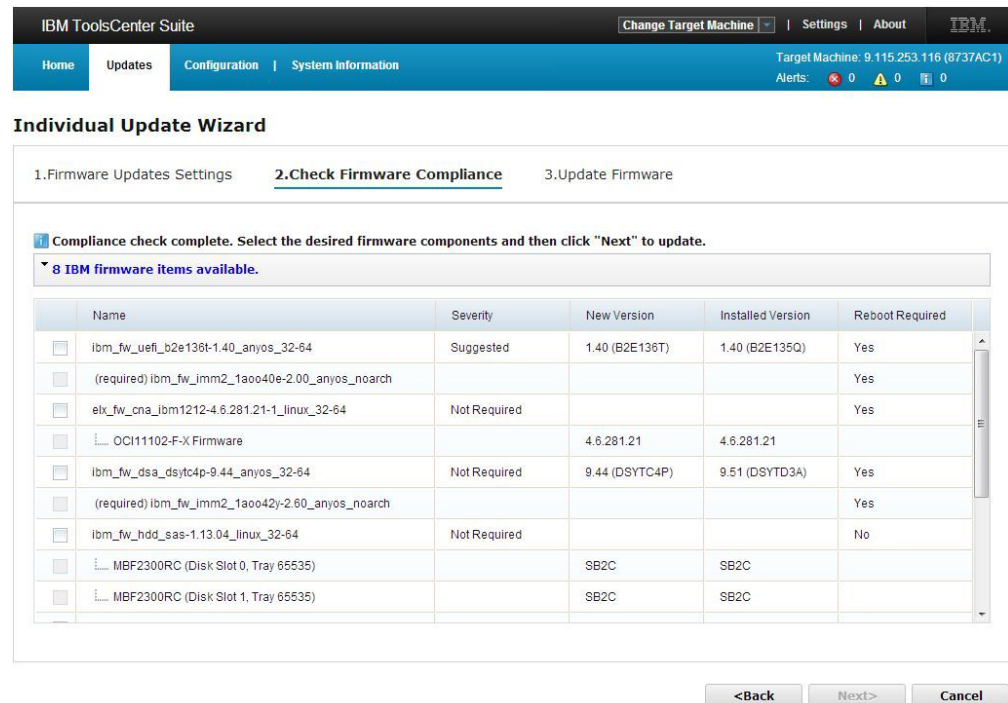 IBM ToolsCenter Suite
Change Target Machine | Settings | About IBM.
Home Updates Configuration | System Information
Target Machine: 9.115.253.116 (8737AC1)
Alerts: 0 0 0
Individual Update Wizard
1.Firmware Updates Settings 2.Check Firmware Compliance 3.Update Firmware
Compliance check complete. Select the desired firmware components and then click "Next" to update.
8 IBM firmware items available.
Name Severity New Version Installed Version Reboot Required
ibm_fw_uefi_b2e136t-1.40_anyos_32-64 Suggested 1.40 (B2E136T) 1.40 (B2E135Q) Yes
(required) ibm_fw_imm2_1aoo40e-2.00_anyos_noarch Yes
elx_fw_cna_ibm1212-4.6.281.21-1_linux_32-64 Not Required Yes
OCI11102-F-X Firmware 4.6.281.21 4.6.281.21
ibm_fw_dsa_dsytc4p-9.44_anyos_32-64 Not Required 9.44 (DSYTC4P) 9.51 (DSYTD3A) Yes
(required) ibm_fw_imm2_1aoo42y-2.60_anyos_noarch Yes
ibm_fw_hdd_sas-1.13.04_linux_32-64 Not Required No
MBF2300RC (Disk Slot 0, Tray 65535) SB2C SB2C
MBF2300RC (Disk Slot 1, Tray 65535) SB2C SB2C
<Back Next> Cancel